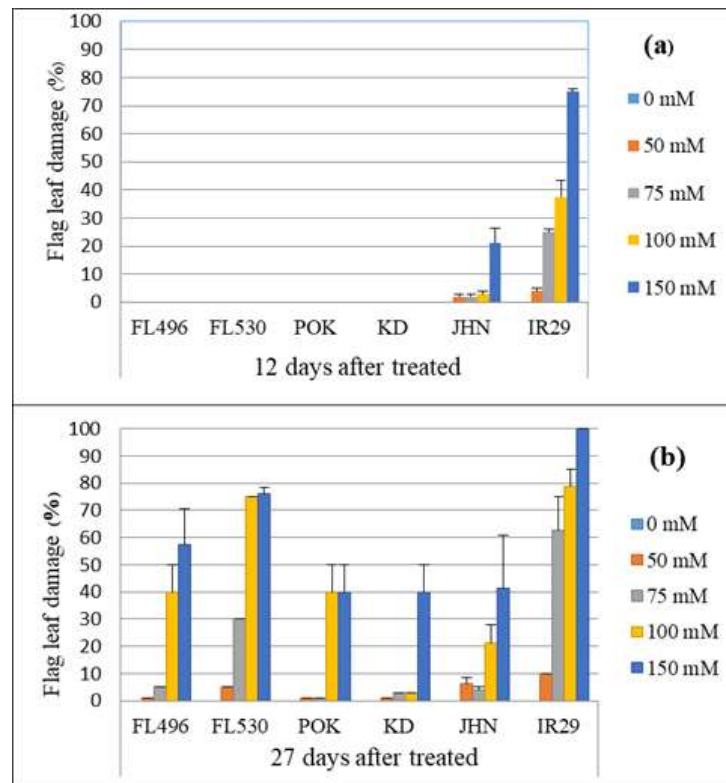 (a)
Flag leaf damage (%)
100
90
80
70
60
50
40
30
20
10
0
FL496 FL530 POK KD JHN IR29
12 days after treated
0 mM
50 mM
75 mM
100 mM
150 mM
(b)
Flag leaf damage (%)
100
90
80
70
60
50
40
30
20
10
0
FL496 FL530 POK KD JHN IR29
27 days after treated
0 mM
50 mM
75 mM
100 mM
150 mM